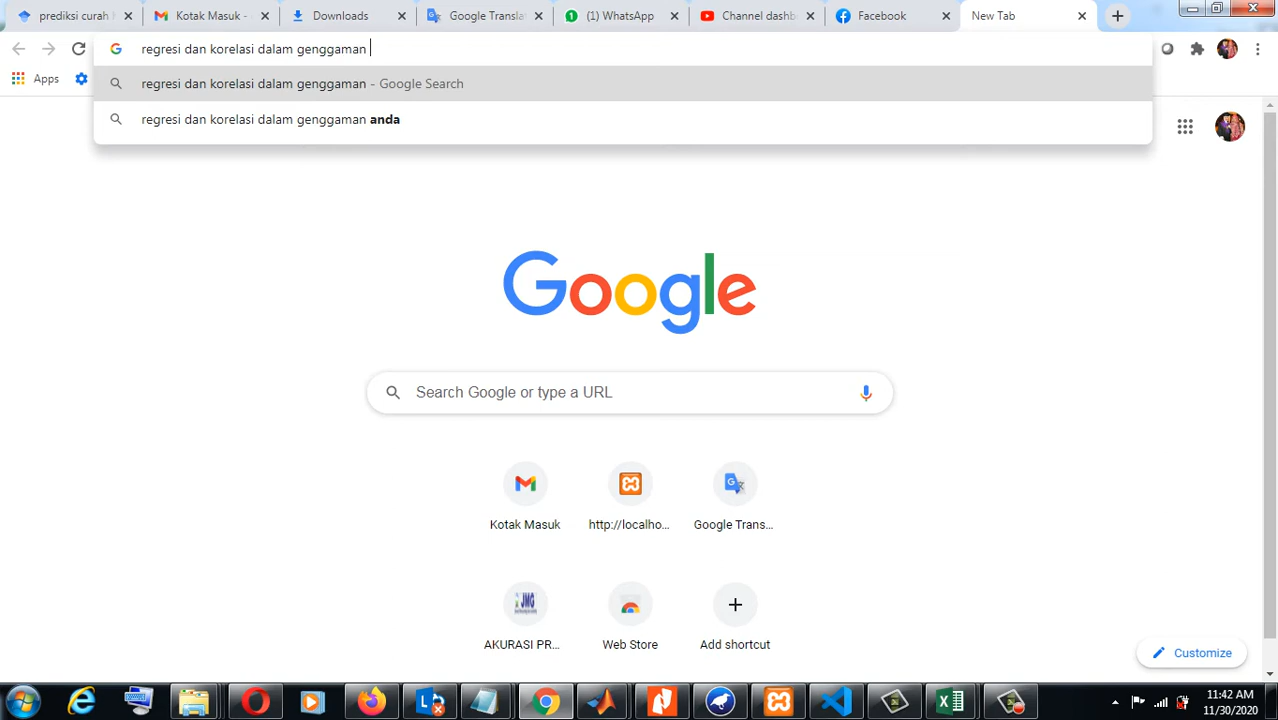 prediksi curah h
Kotak Masuk -
Downloads
Google Transla
(1) WhatsApp
Channel dashb
Facebook
New Tab
regresi dan korelasi dalam genggaman
Apps
regresi dan korelasi dalam genggaman - Google Search
regresi dan korelasi dalam genggaman anda
Google
Search Google or type a URL
Kotak Masuk
http://localho...
Google Trans...
JMG
AKURASI PR...
Web Store
Add shortcut
Customize
11:42 AM
11/30/2020